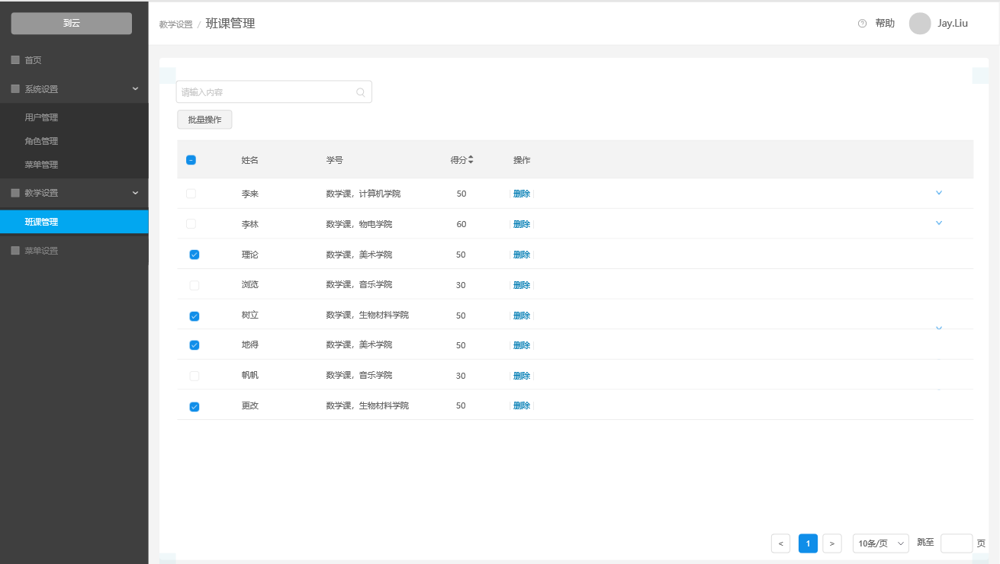 到云
教学设置 / 班课管理
帮助 Jay.Liu
首页
系统设置
用户管理
角色管理
菜单管理
教学设置
班课管理
菜单设置
请输入内容
批量操作
姓名 学号 得分 操作
李来 数学课，计算机学院 50 删除
李林 数学课，物电学院 60 删除
理论 数学课，美术学院 50 删除
浏览 数学课，音乐学院 30 删除
树立 数学课，生物材料学院 50 删除
地得 数学课，美术学院 50 删除
帆帆 数学课，音乐学院 30 删除
更改 数学课，生物材料学院 50 删除
< 1 > 10条/页 跳至 页